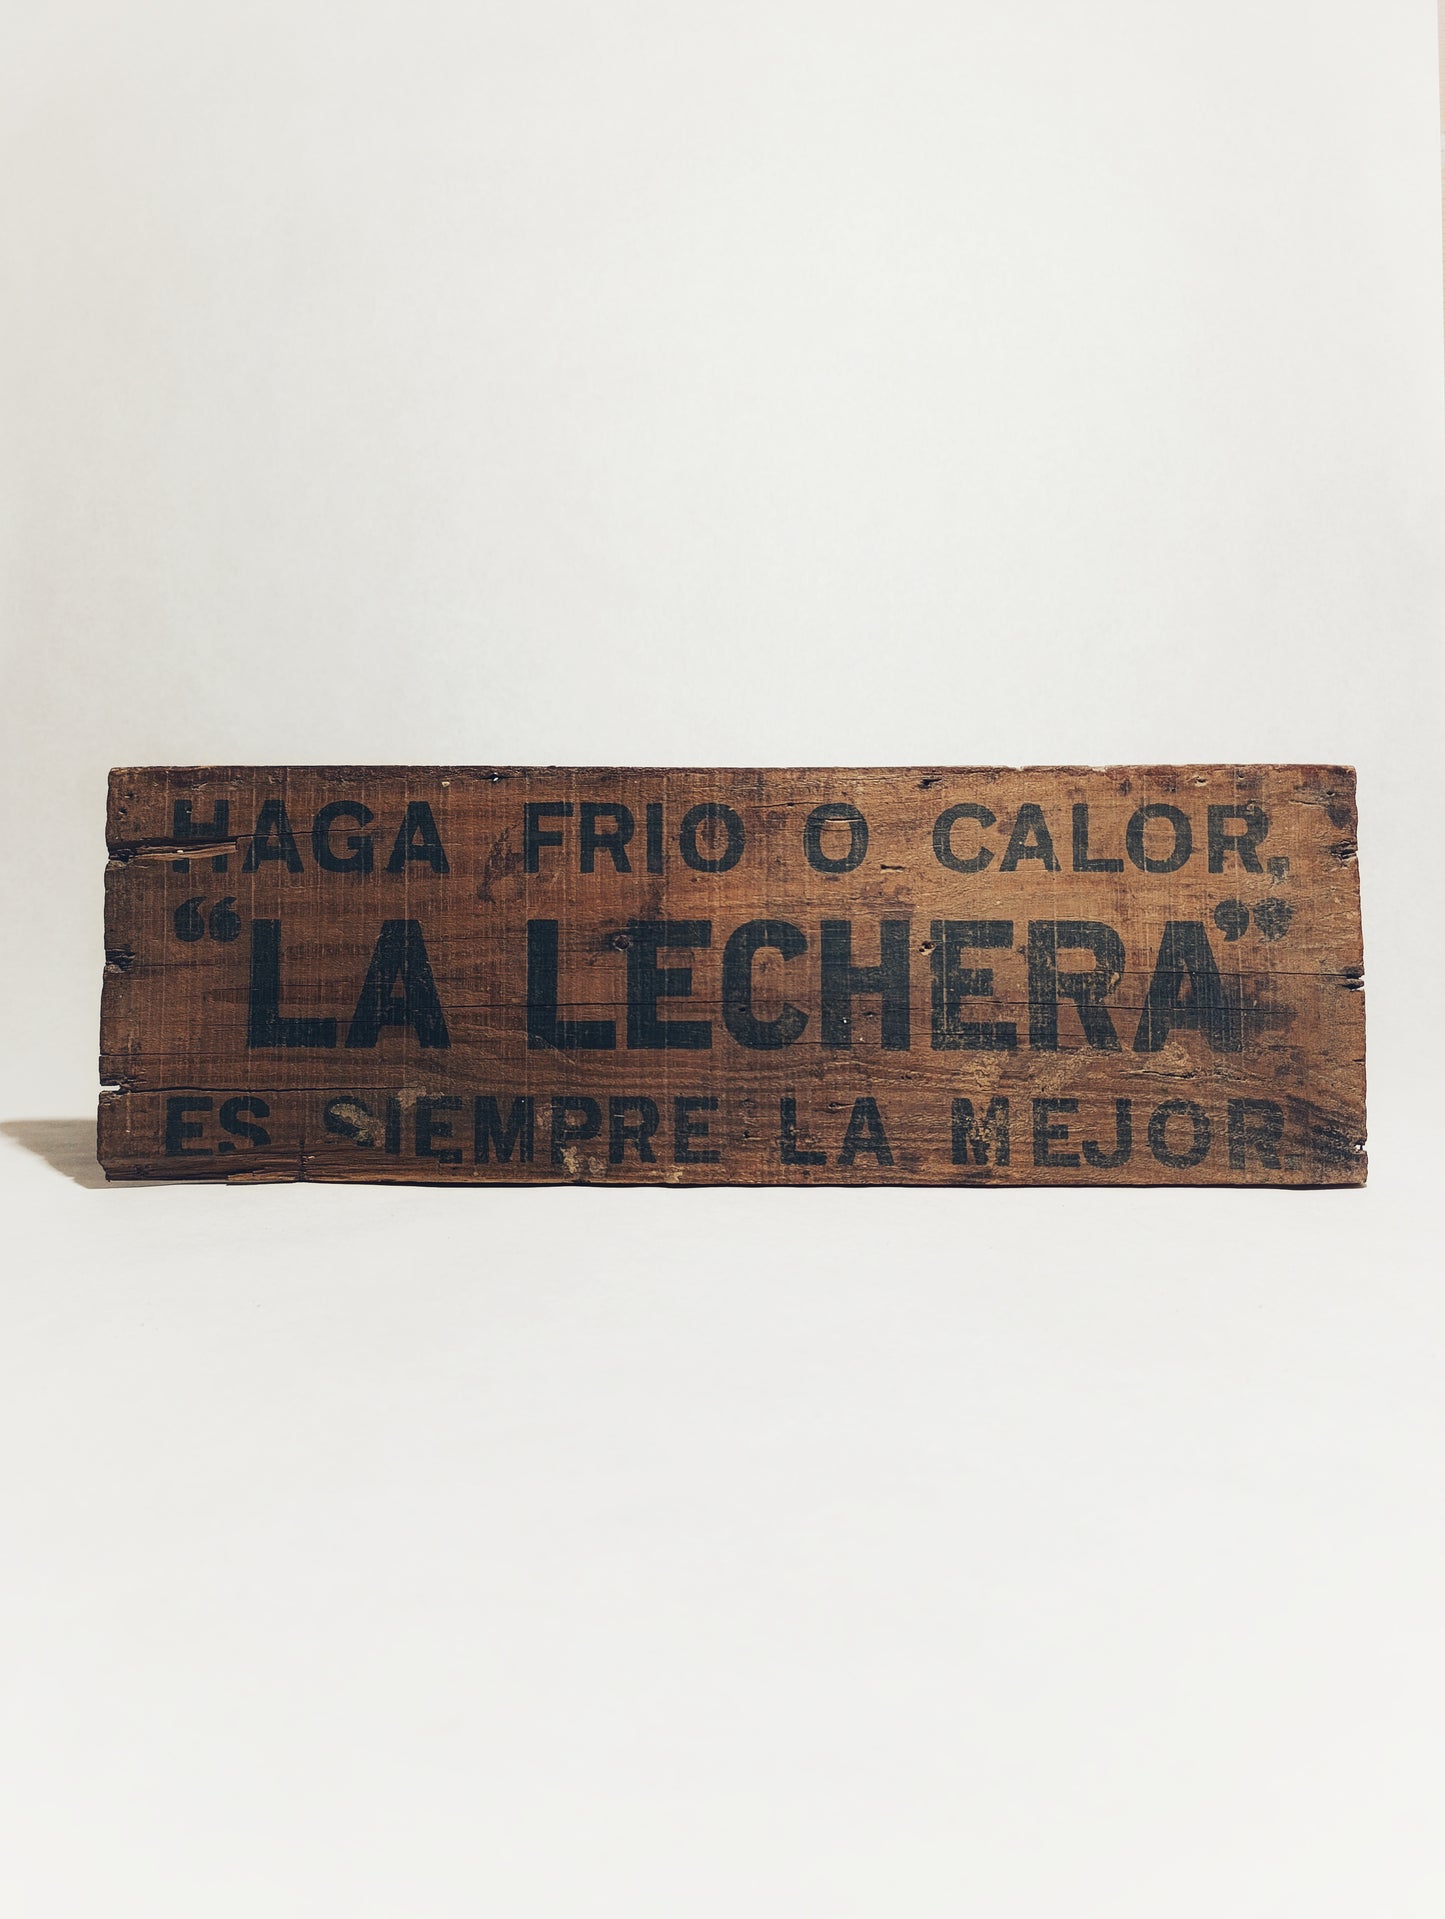 HAGA FRIO O CALOR,
“LA LECHERA”
ES SIEMPRE LA MEJOR.